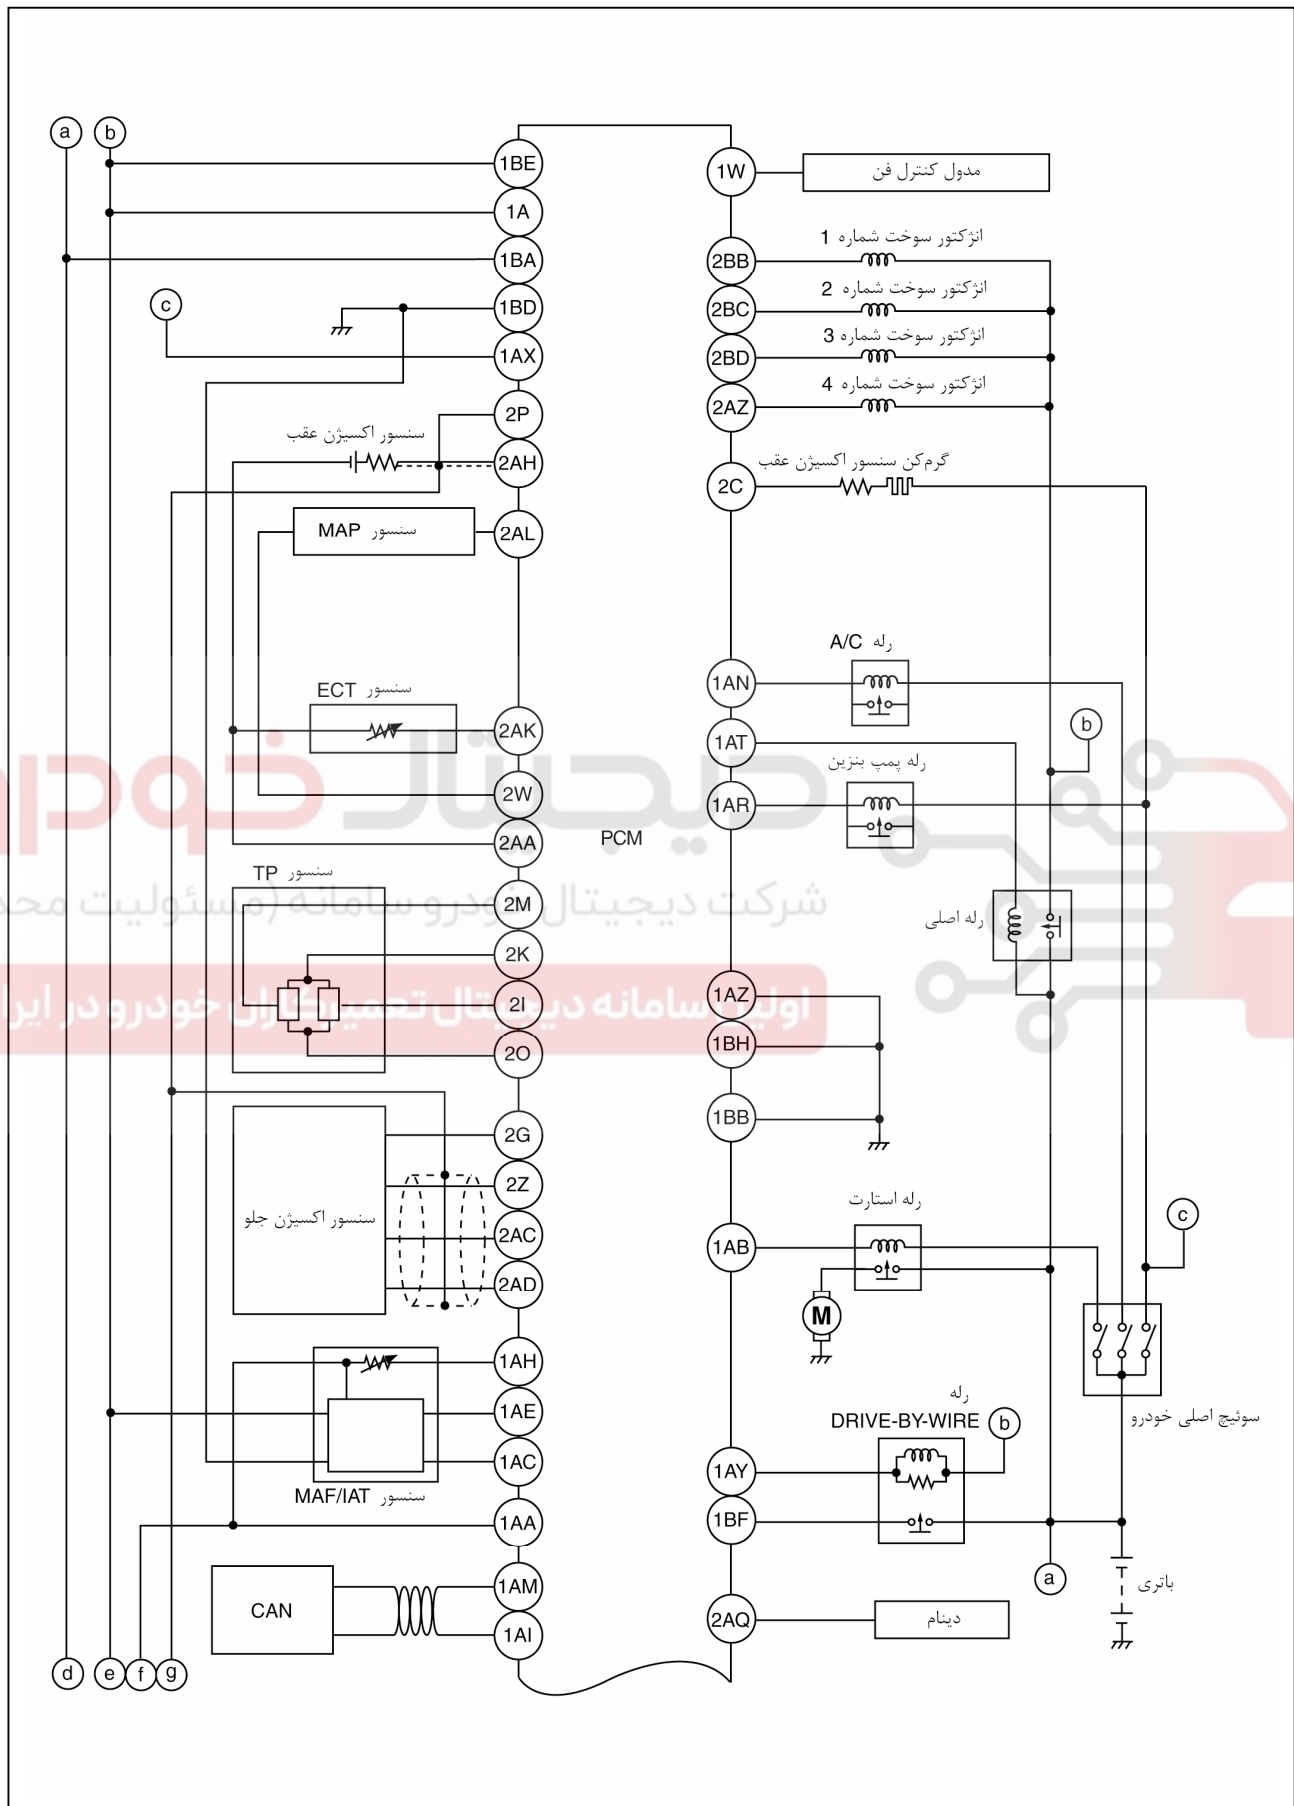 a
b
1BE
1A
1BA
c
1BD
1AX
2P
سنسور اکسیژن عقب
2AH
سنسور MAP
2AL
سنسور ECT
2AK
2W
2AA
سنسور TP
2M
2K
2I
2O
2G
2Z
سنسور اکسیژن جلو
2AC
2AD
1AH
1AE
1AC
سنسور MAF/IAT
1AA
CAN
1AM
1AI
d
e
f
g
PCM
1W
مدول کنترل فن
انژکتور سوخت شماره 1
2BB
انژکتور سوخت شماره 2
2BC
انژکتور سوخت شماره 3
2BD
انژکتور سوخت شماره 4
2AZ
گرم‌کن سنسور اکسیژن عقب
2C
رله A/C
1AN
b
1AT
رله پمپ بنزین
1AR
رله اصلی
1AZ
1BH
1BB
رله استارت
c
1AB
M
رله
DRIVE-BY-WIRE
b
سوئیچ اصلی خودرو
1AY
1BF
a
باتری
2AQ
دینام
دیجیتال خودرو
شرکت دیجیتال خودرو سامانه (مسئولیت محد
اولین سامانه دیجیتال تعمیرکاران خودرو در ایرا